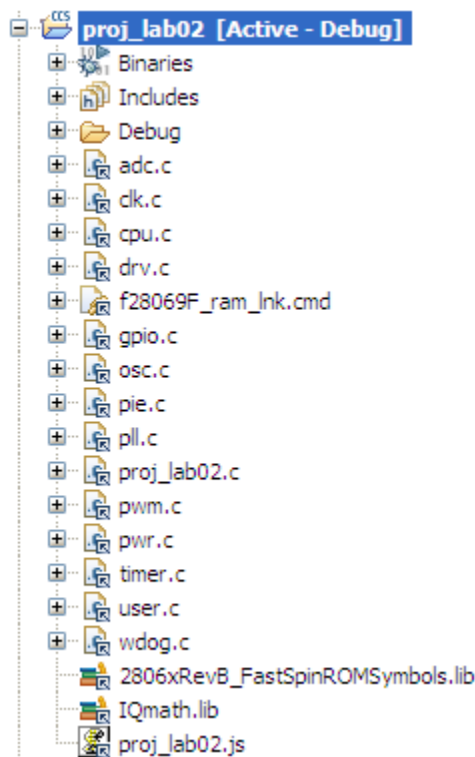 proj_lab02 [Active - Debug]
Binaries
Includes
Debug
adc.c
clk.c
cpu.c
drv.c
f28069F_ram_lnk.cmd
gpio.c
osc.c
pie.c
pll.c
proj_lab02.c
pwm.c
pwr.c
timer.c
user.c
wdog.c
2806xRevB_FastSpinROMSymbols.lib
IQmath.lib
proj_lab02.js